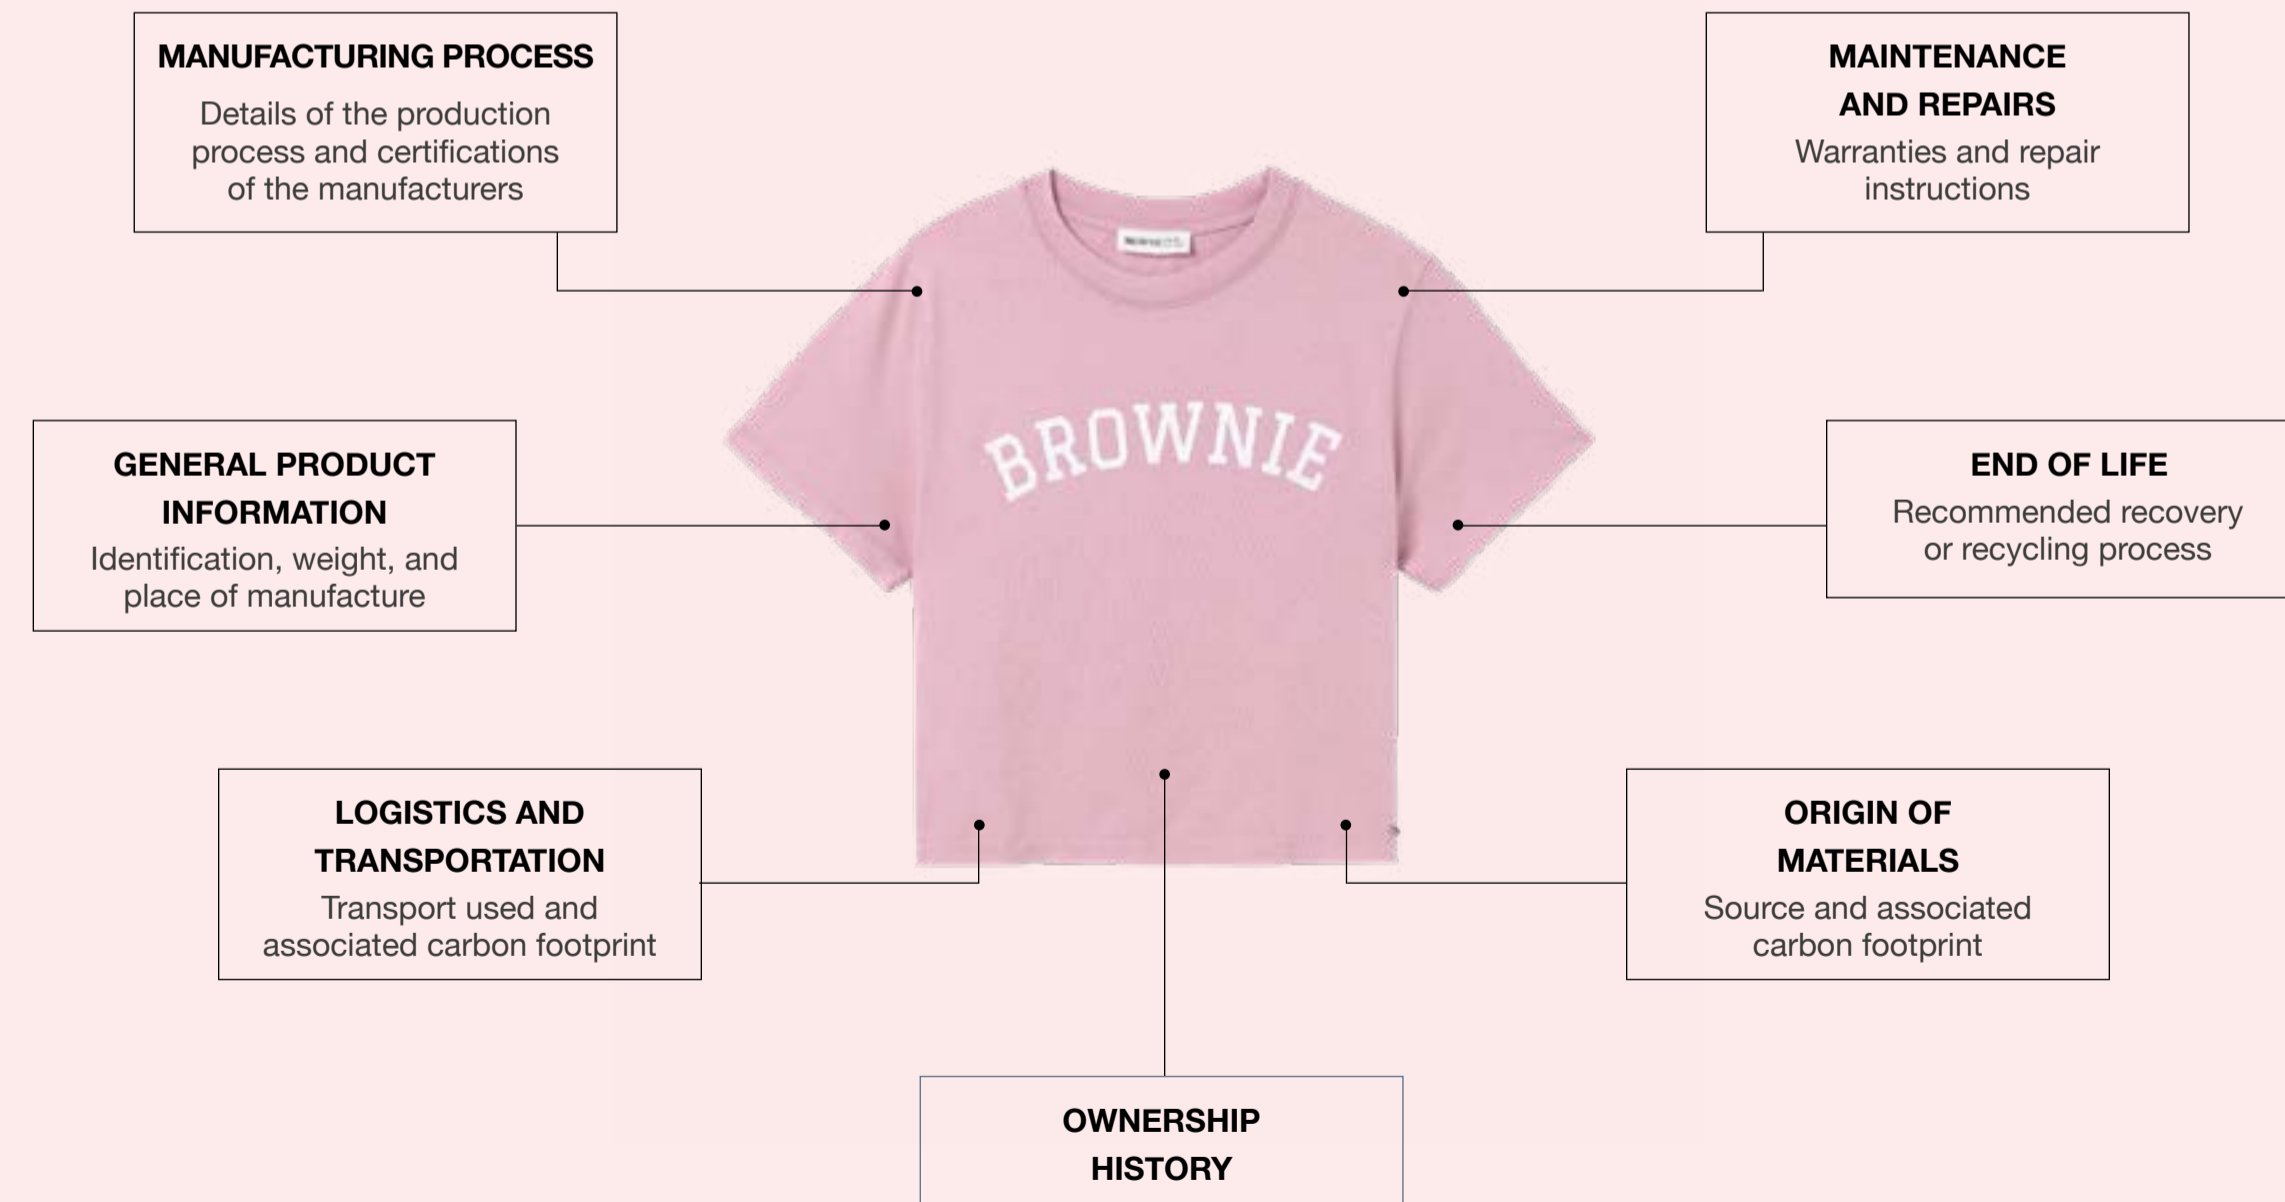 MANUFACTURING PROCESS
Details of the production
process and certifications
of the manufacturers
MAINTENANCE
AND REPAIRS
Warranties and repair
instructions
BROWNIE
GENERAL PRODUCT
INFORMATION
Identification, weight, and
place of manufacture
END OF LIFE
Recommended recovery
or recycling process
LOGISTICS AND
TRANSPORTATION
Transport used and
associated carbon footprint
ORIGIN OF
MATERIALS
Source and associated
carbon footprint
OWNERSHIP
HISTORY